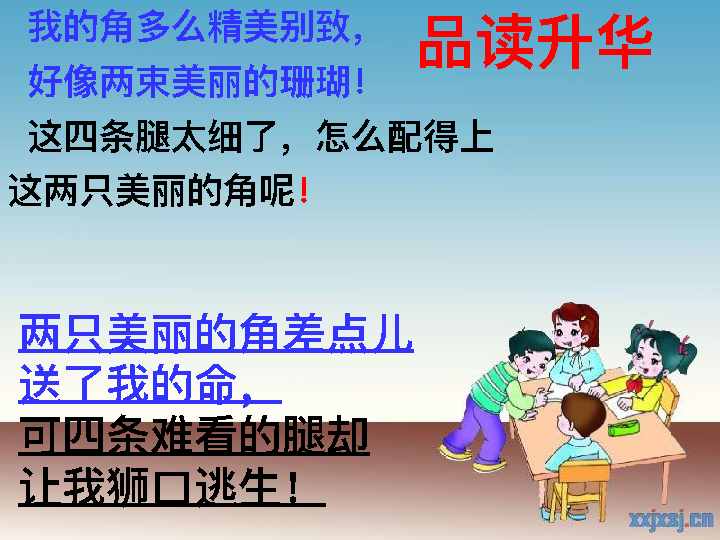 我的角多么精美别致，
品读升华
好像两束美丽的珊瑚！
这四条腿太细了，怎么配得上
这两只美丽的角呢！
两只美丽的角差点儿
送了我的命，
可四条难看的腿却
让我狮口逃生！
xxjxsj.cn